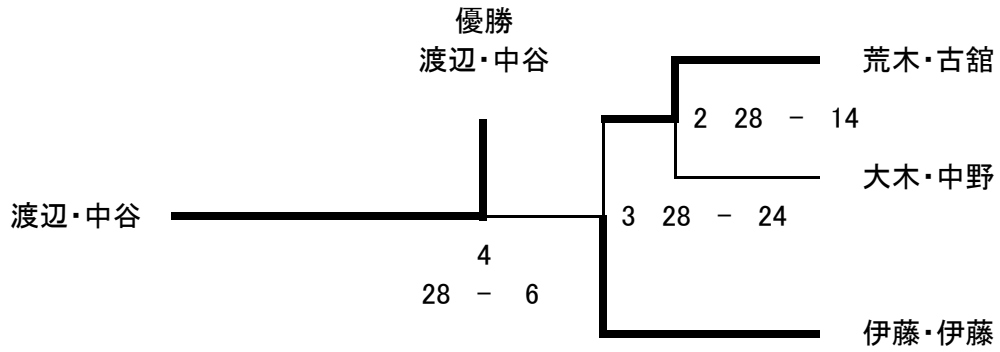 優勝
渡辺・中谷
荒木・古舘
2 28 - 14
大木・中野
渡辺・中谷
3 28 - 24
4
28 - 6
伊藤・伊藤